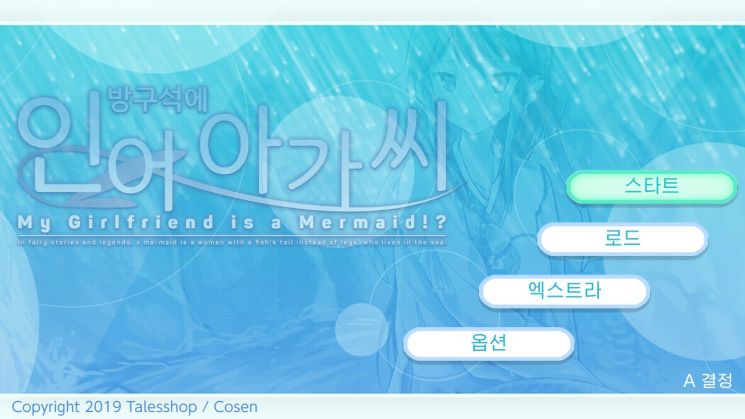 방구석에
인어아가씨
My Girlfriend is a Mermaid!?
In fairy stories and legends, a mermaid is a woman with a fish's tail instead of legs, who lives in the sea.
스타트
로드
엑스트라
옵션
A 결정
Copyright 2019 Talesshop / Cosen